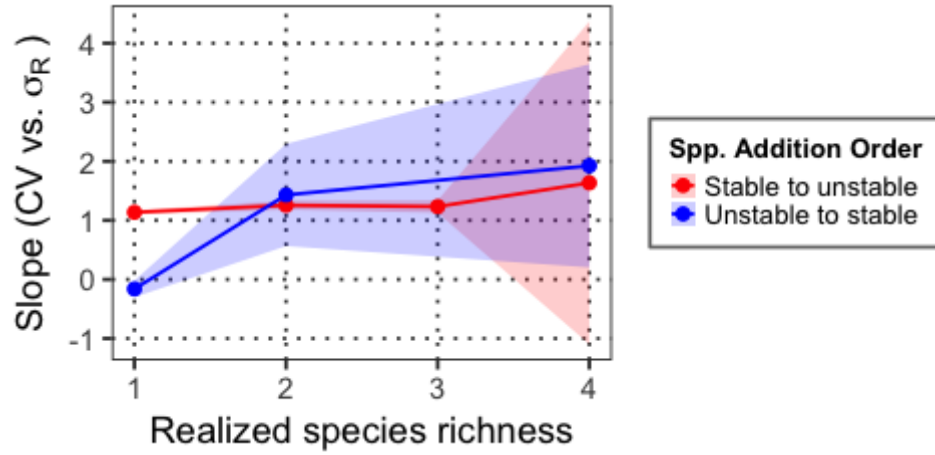 Slope (CV vs. σR)
4
3
2
1
0
-1
1 2 3 4
Realized species richness
Spp. Addition Order
Stable to unstable
Unstable to stable